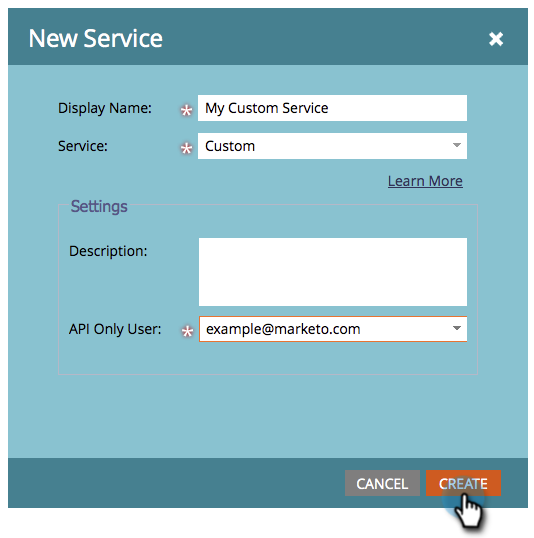 New Service
Display Name: * My Custom Service
Service: * Custom
Learn More
Settings
Description:
API Only User: * example@marketo.com
CANCEL CREATE